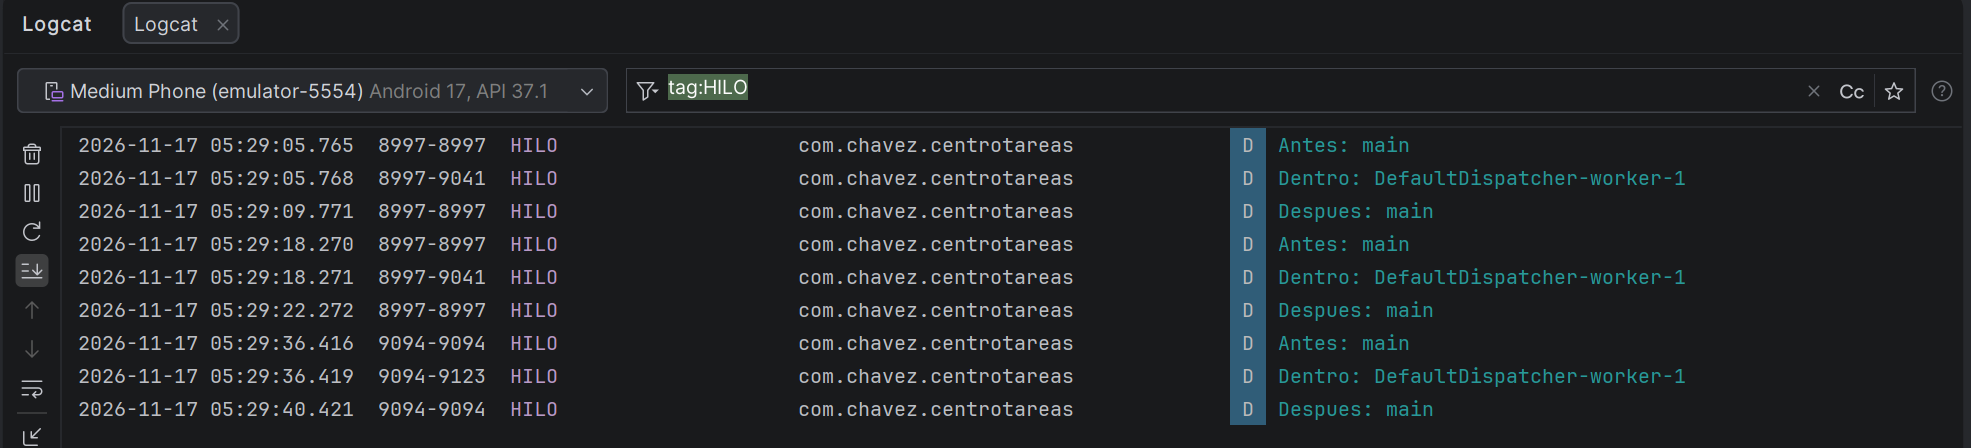 Logcat Logcat
Medium Phone (emulator-5554) Android 17, API 37.1 tag:HILO Cc
2026-11-17 05:29:05.765 8997-8997 HILO com.chavez.centrotareas D Antes: main
2026-11-17 05:29:05.768 8997-9041 HILO com.chavez.centrotareas D Dentro: DefaultDispatcher-worker-1
2026-11-17 05:29:09.771 8997-8997 HILO com.chavez.centrotareas D Despues: main
2026-11-17 05:29:18.270 8997-8997 HILO com.chavez.centrotareas D Antes: main
2026-11-17 05:29:18.271 8997-9041 HILO com.chavez.centrotareas D Dentro: DefaultDispatcher-worker-1
2026-11-17 05:29:22.272 8997-8997 HILO com.chavez.centrotareas D Despues: main
2026-11-17 05:29:36.416 9094-9094 HILO com.chavez.centrotareas D Antes: main
2026-11-17 05:29:36.419 9094-9123 HILO com.chavez.centrotareas D Dentro: DefaultDispatcher-worker-1
2026-11-17 05:29:40.421 9094-9094 HILO com.chavez.centrotareas D Despues: main